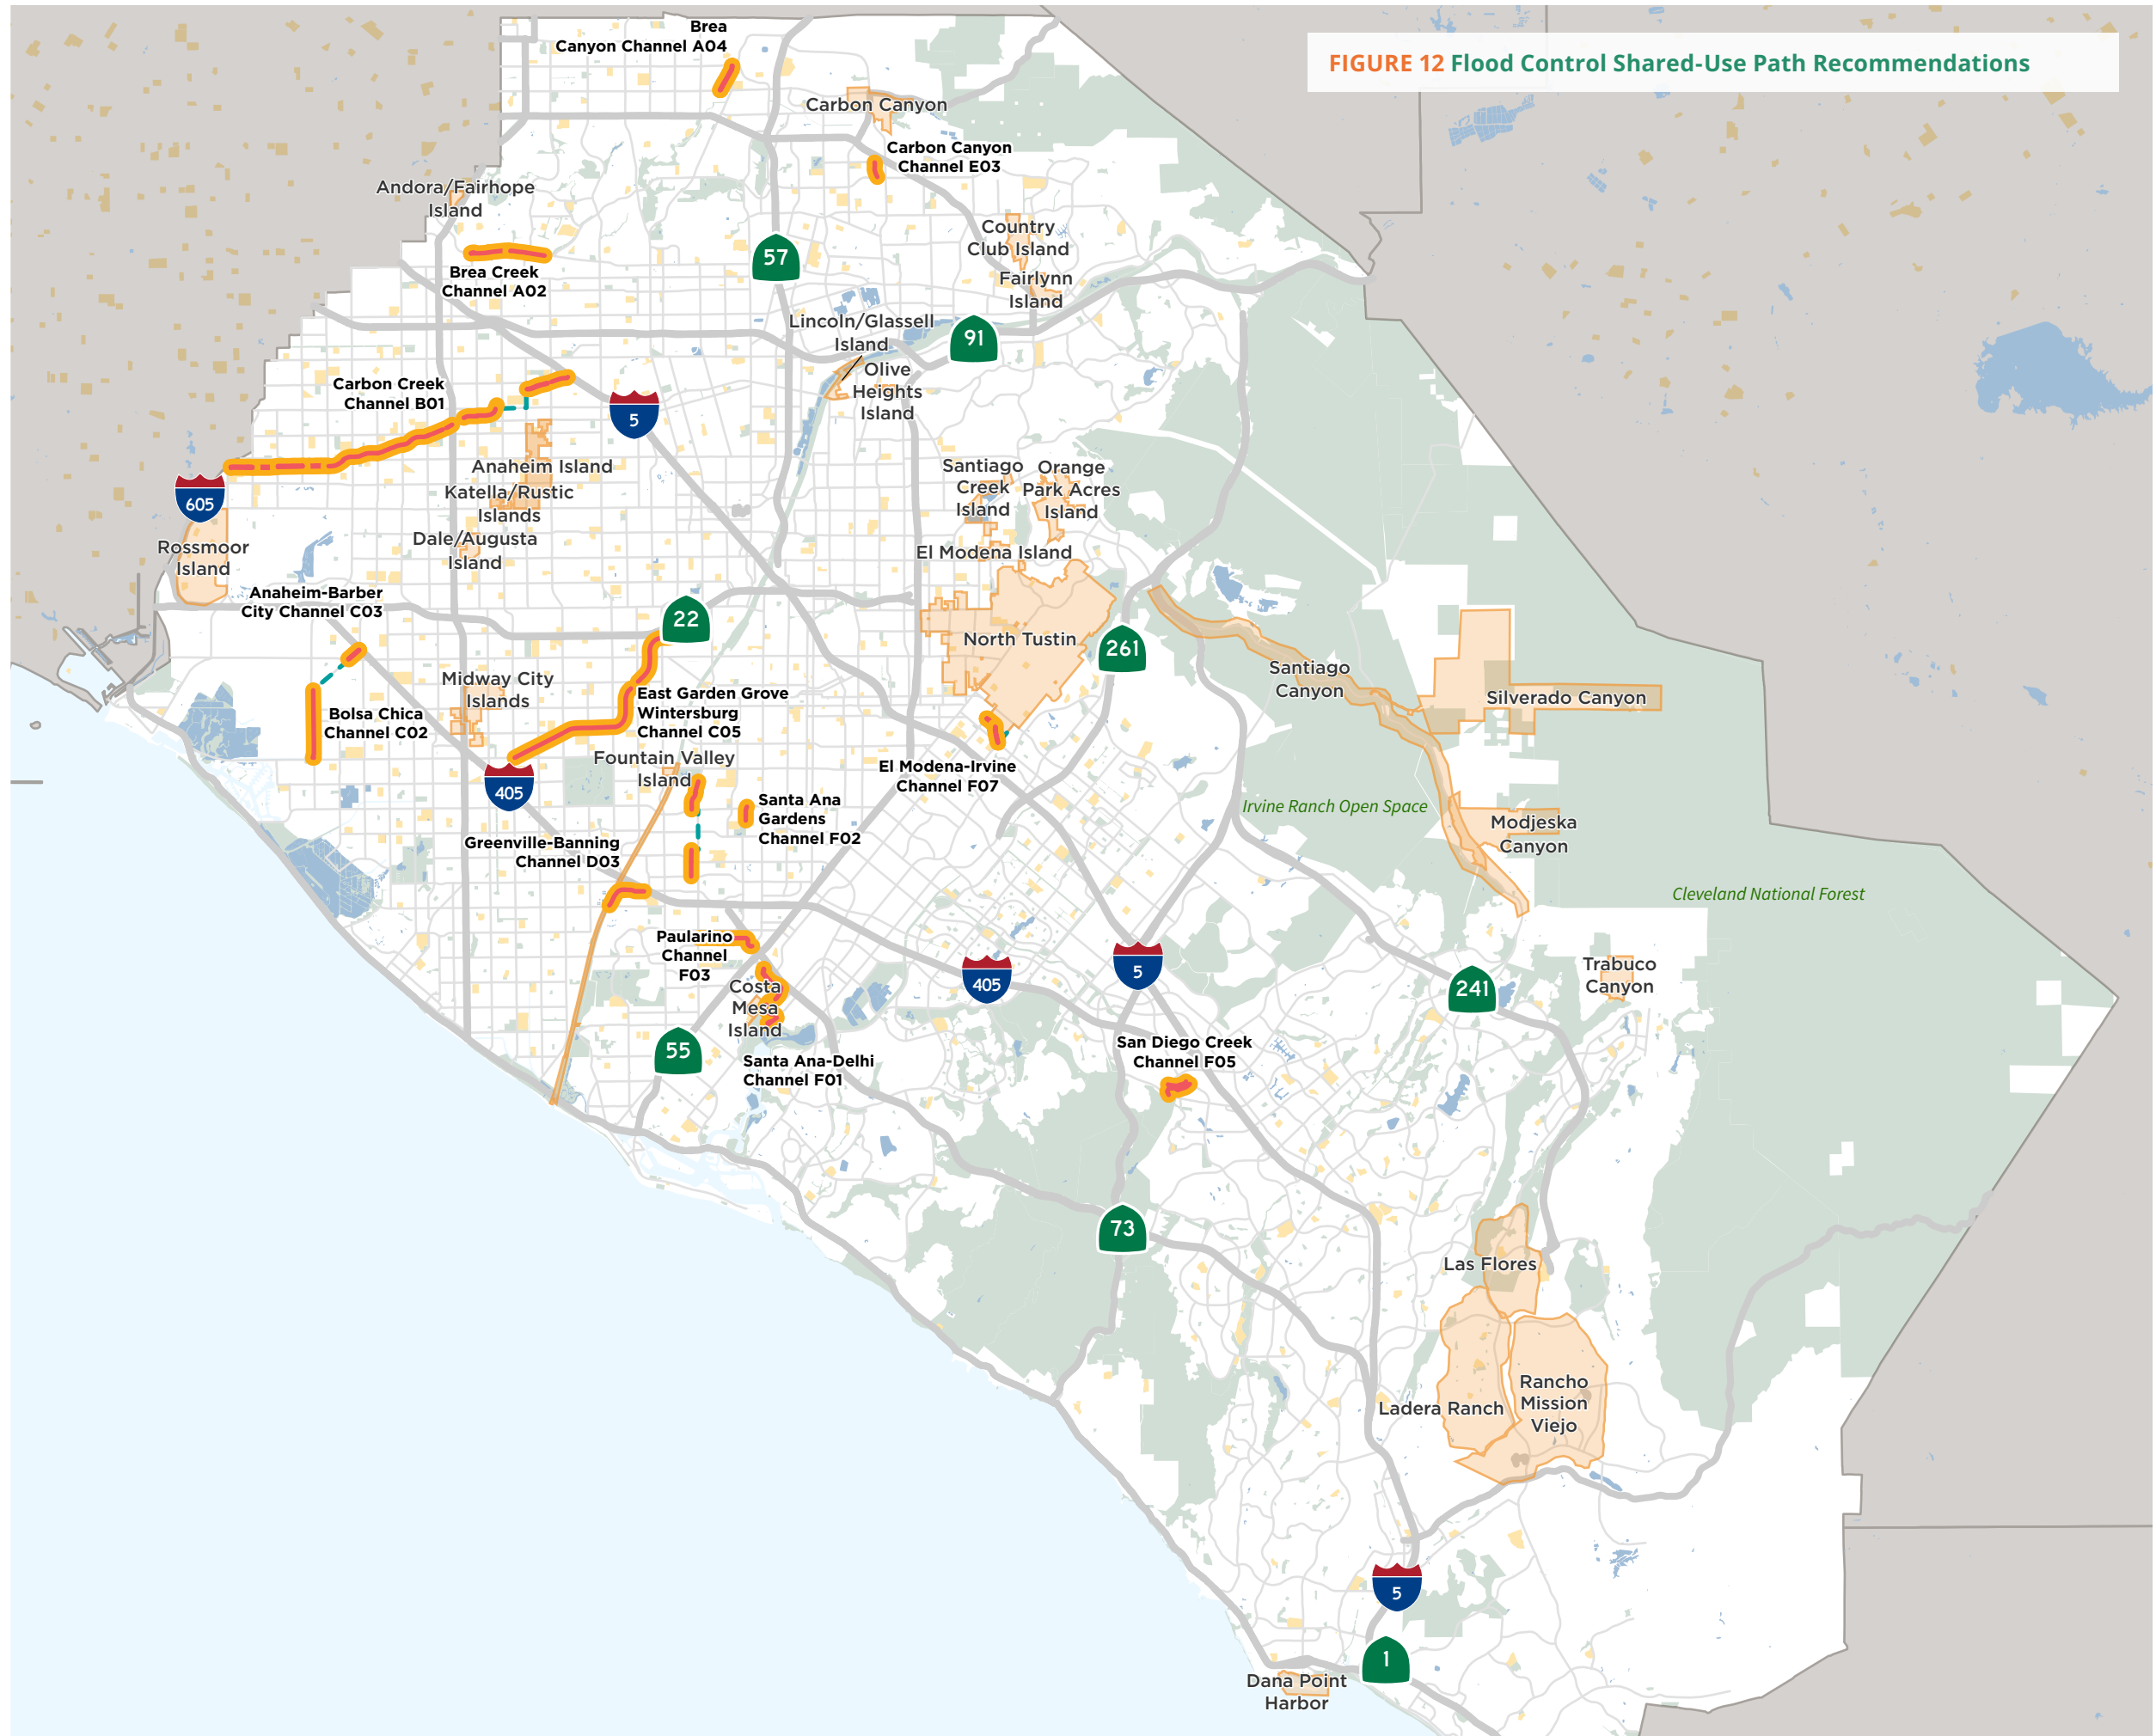 FIGURE 12 Flood Control Shared-Use Path Recommendations
Brea
Canyon Channel A04
Carbon Canyon
Carbon Canyon
Channel E03
Andora/Fairhope
Island
Country
Club Island
57
Brea Creek
Channel A02
Fairlynn
Island
Lincoln/Glassell
Island
91
Olive
Heights
Island
Carbon Creek
Channel B01
5
Anaheim Island
Santiago
Creek
Island
Orange
Park Acres
Island
605
Katella/Rustic
Islands
Dale/Augusta
Island
Rossmoor
Island
El Modena Island
Anaheim-Barber
City Channel C03
22
North Tustin
261
Santiago
Canyon
Silverado Canyon
Midway City
Islands
East Garden Grove
Wintersburg
Channel C05
Bolsa Chica
Channel C02
Fountain Valley
Island
El Modena-Irvine
Channel F07
405
Santa Ana
Gardens
Channel F02
Irvine Ranch Open Space
Modjeska
Canyon
Greenville-Banning
Channel D03
Cleveland National Forest
Paularino
Channel
F03
405
5
Trabuco
Canyon
241
Costa
Mesa
Island
55
Santa Ana-Delhi
Channel F01
San Diego Creek
Channel F05
73
Las Flores
Ladera Ranch
Rancho
Mission
Viejo
5
1
Dana Point
Harbor